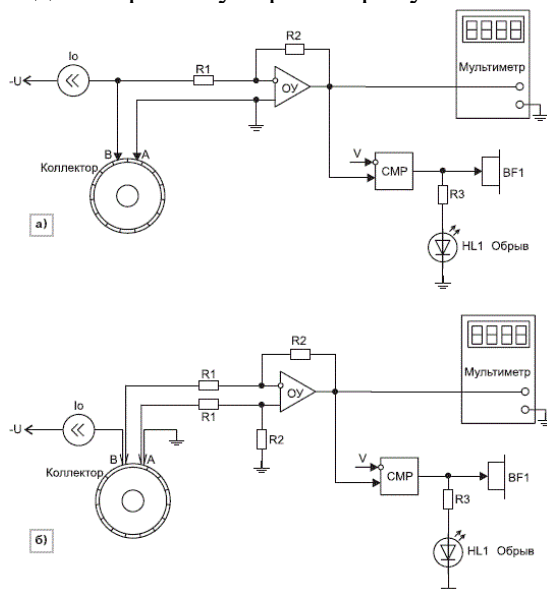 Io
-U
R1
R2
ОУ
Мультиметр
B A
Коллектор
V
CMP
BF1
R3
HL1 Обрыв
а)
R2
R1
R1
ОУ
Мультиметр
Io
-U
B A
R2
Коллектор
V
CMP
BF1
R3
HL1 Обрыв
б)